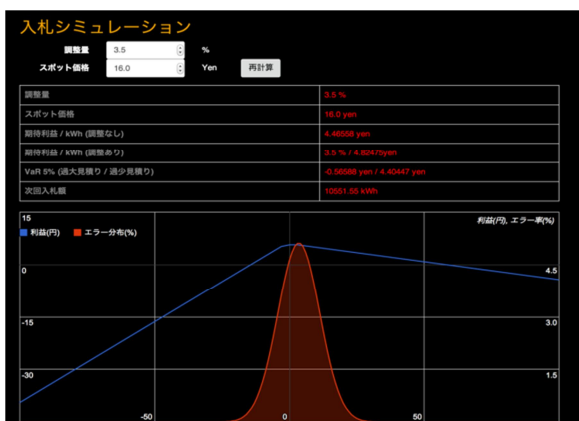 入札シミュレーション
調整量 3.5 %
スポット価格 16.0 Yen 再計算
調整量 3.5 %
スポット価格 16.0 yen
期待利益 / kWh (調整なし) 4.46558 yen
期待利益 / kWh (調整あり) 3.5 % / 4.82475yen
VaR 5% (過大見積り / 過少見積り) -0.56588 yen / 4.40447 yen
次回入札額 10551.55 kWh
15 利益(円), エラー率(%)
利益(円) エラー分布(%)
0 4.5
-15 3.0
-30 1.5
-50 0 50